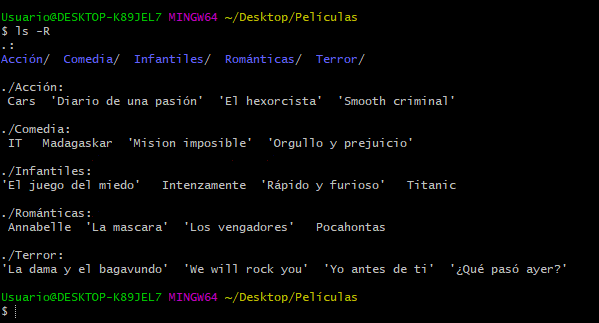 Usuario@DESKTOP-K89JEL7 MINGW64 ~/Desktop/Películas
$ ls -R
.:
Acción/  Comedia/  Infantiles/  Románticas/  Terror/
./Acción:
Cars  'Diario de una pasión'  'El hexorcista'  'Smooth criminal'
./Comedia:
IT   Madagaskar  'Mision imposible'  'Orgullo y prejuicio'
./Infantiles:
'El juego del miedo'   Intenzamente  'Rápido y furioso'   Titanic
./Románticas:
Annabelle  'La mascara'  'Los vengadores'   Pocahontas
./Terror:
'La dama y el bagavundo'  'We will rock you'  'Yo antes de ti'  '¿Qué pasó ayer?'
Usuario@DESKTOP-K89JEL7 MINGW64 ~/Desktop/Películas
$